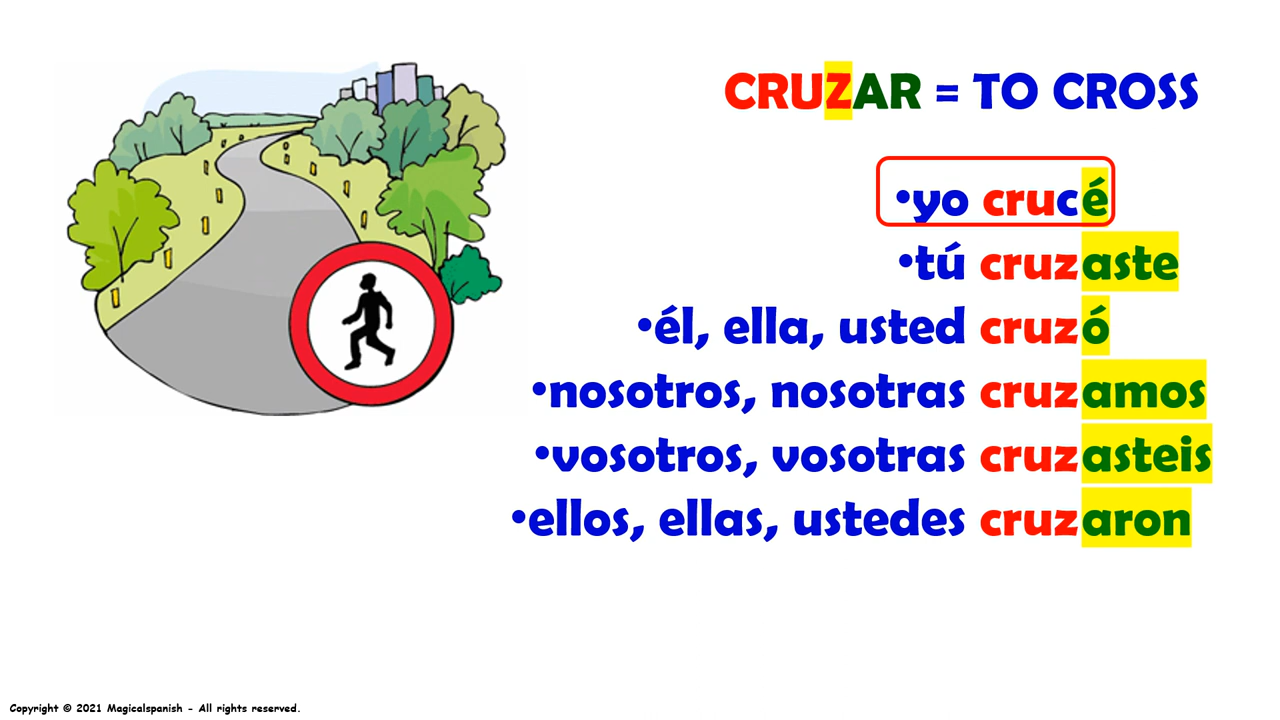 CRUZAR = TO CROSS
•yo crucé
•tú cruzaste
•él, ella, usted cruzó
•nosotros, nosotras cruzamos
•vosotros, vosotras cruzasteis
•ellos, ellas, ustedes cruzaron
Copyright © 2021 Magicalspanish - All rights reserved.